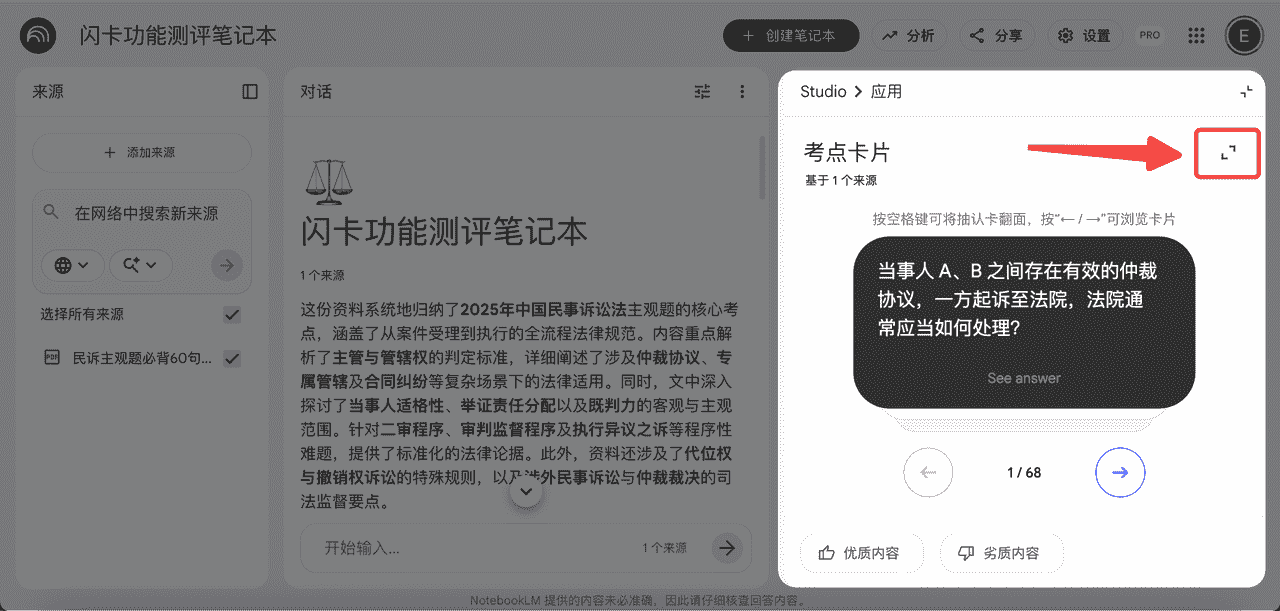 闪卡功能测评笔记本
创建笔记本
分析
分享
设置
PRO
E
来源
添加来源
在网络中搜索新来源
选择所有来源
PDF
民诉主观题必背60句...
对话
闪卡功能测评笔记本
1 个来源
这份资料系统地归纳了2025年中国民事诉讼法主观题的核心考
点，涵盖了从案件受理到执行的全流程法律规范。内容重点解
析了主管与管辖权的判定标准，详细阐述了涉及仲裁协议、专
属管辖及合同纠纷等复杂场景下的法律适用。同时，文中深入
探讨了当事人适格性、举证责任分配以及既判力的客观与主观
范围。针对二审程序、审判监督程序及执行异议之诉等程序性
难题，提供了标准化的法律论据。此外，资料还涉及了代位权
与撤销权诉讼的特殊规则，以及涉外民事诉讼与仲裁裁决的司
法监督要点。
开始输入...
1 个来源
NotebookLM 提供的内容未必准确，因此请仔细核查回答内容。
Studio > 应用
考点卡片
基于 1 个来源
按空格键可将抽认卡翻面，按“← / →”可浏览卡片
当事人 A、B 之间存在有效的仲裁
协议，一方起诉至法院，法院通
常应当如何处理?
See answer
1 / 68
优质内容
劣质内容